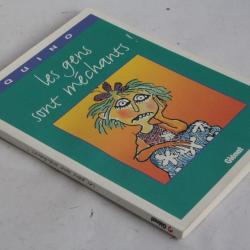 QUINO
les gens
sont méchants !
Glénat